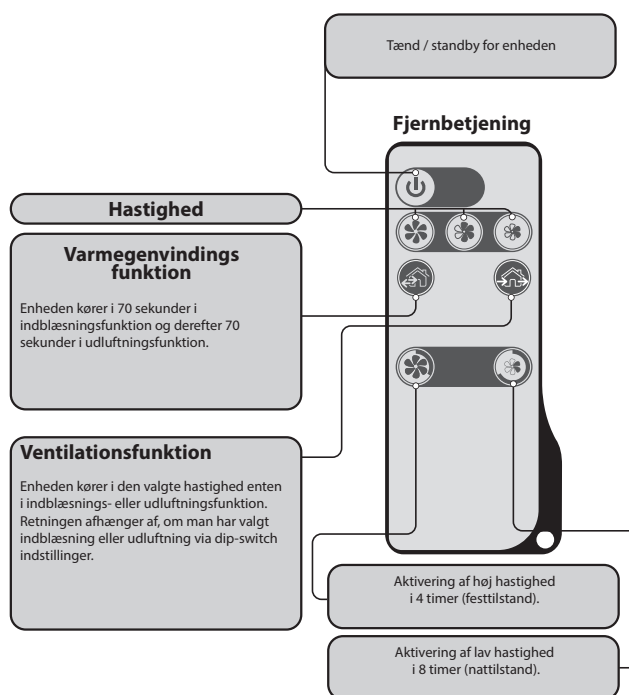 Tænd / standby for enheden
Fjernbetjening
Hastighed
Varmegenvindings
funktion
Enheden kører i 70 sekunder i
indblæsningsfunktion og derefter 70
sekunder i udluftningsfunktion.
Ventilationsfunktion
Enheden kører i den valgte hastighed enten
i indblæsnings- eller udluftningsfunktion.
Retningen afhænger af, om man har valgt
indblæsning eller udluftning via dip-switch
indstillinger.
Aktivering af høj hastighed
i 4 timer (festtilstand).
Aktivering af lav hastighed
i 8 timer (nattilstand).